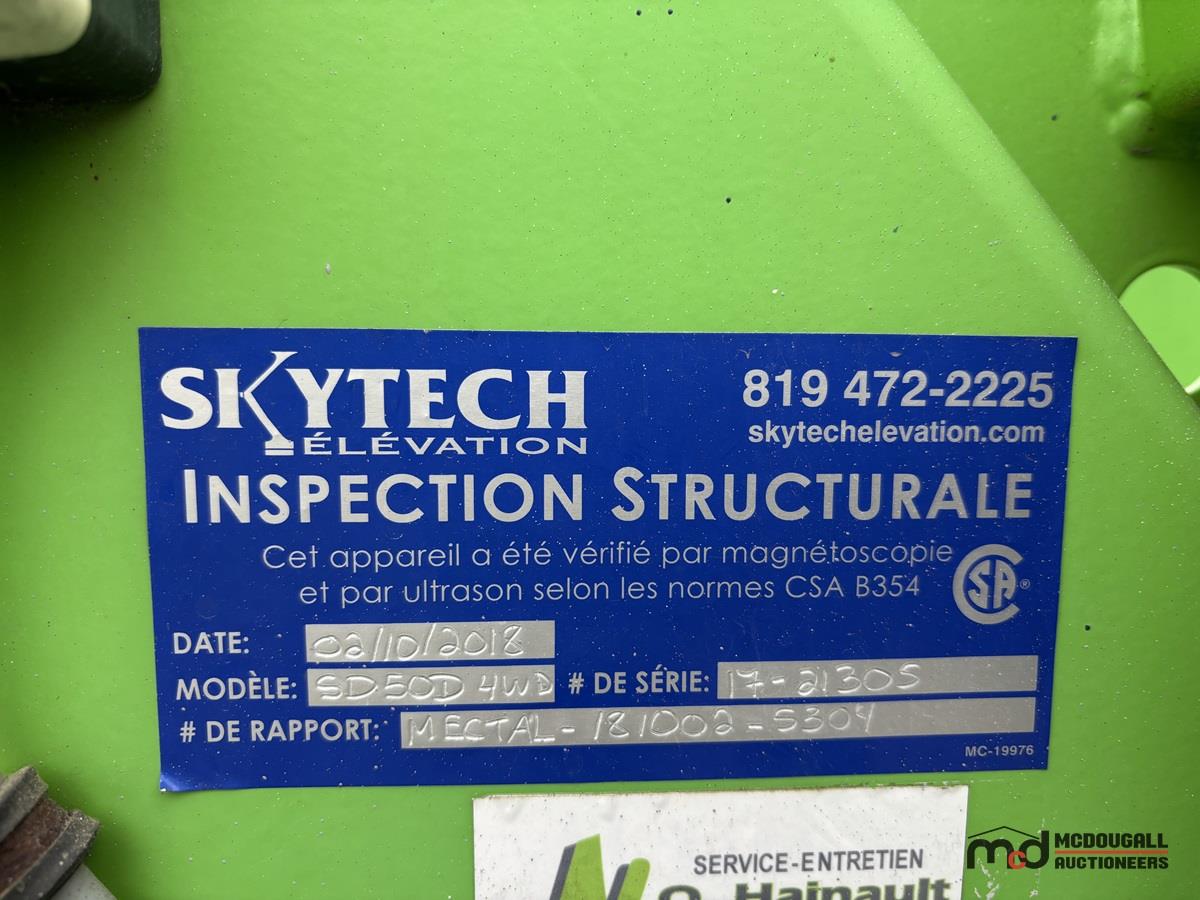 SKYTECH
ÉLÉVATION
819 472-2225
skytechelevation.com
INSPECTION STRUCTURALE
Cet appareil a été vérifié par magnétoscopie
et par ultrason selon les normes CSA B354
CSA®
DATE: 02/10/2018
MODÈLE: SD50D 4WD # DE SÉRIE: 17-21305
# DE RAPPORT: MECTAL-181002-S304
MC-19976
SERVICE-ENTRETIEN
Hainault
mcd MCDOUGALL
AUCTIONEERS